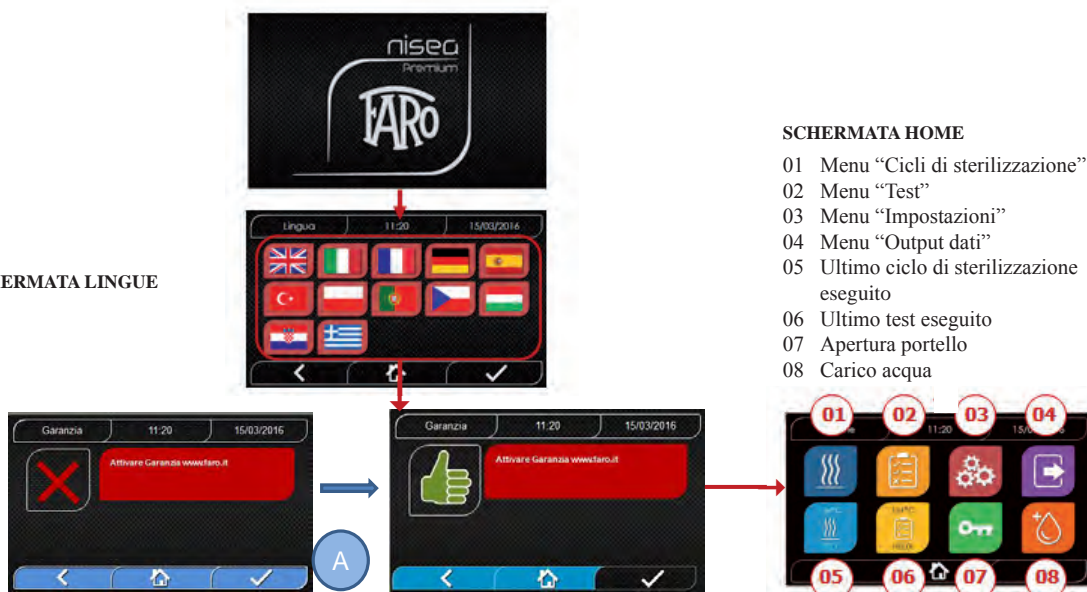 nisea
Premium
FARO
SCHERMATA HOME
01 Menu “Cicli di sterilizzazione”
02 Menu “Test”
03 Menu “Impostazioni”
04 Menu “Output dati”
05 Ultimo ciclo di sterilizzazione
eseguito
06 Ultimo test eseguito
07 Apertura portello
08 Carico acqua
Lingua 11:20 15/03/2016
ERMATA LINGUE
Garanzia 11:20 15/03/2016
Attivare Garanzia www.faro.it
A
Garanzia 11:20 15/03/2016
Attivare Garanzia www.faro.it
01 02 03 04
11:20
05 06 07 08